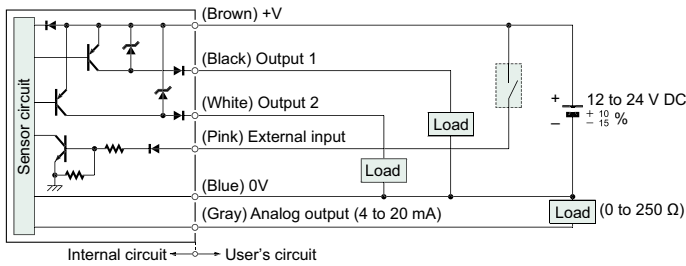 (Brown) +V
(Black) Output 1
(White) Output 2
(Pink) External input
(Blue) 0V
(Gray) Analog output (4 to 20 mA)
Sensor circuit
Load
Load
+
−
12 to 24 V DC
+ 10
− 15 %
Load (0 to 250 Ω)
Internal circuit
User's circuit